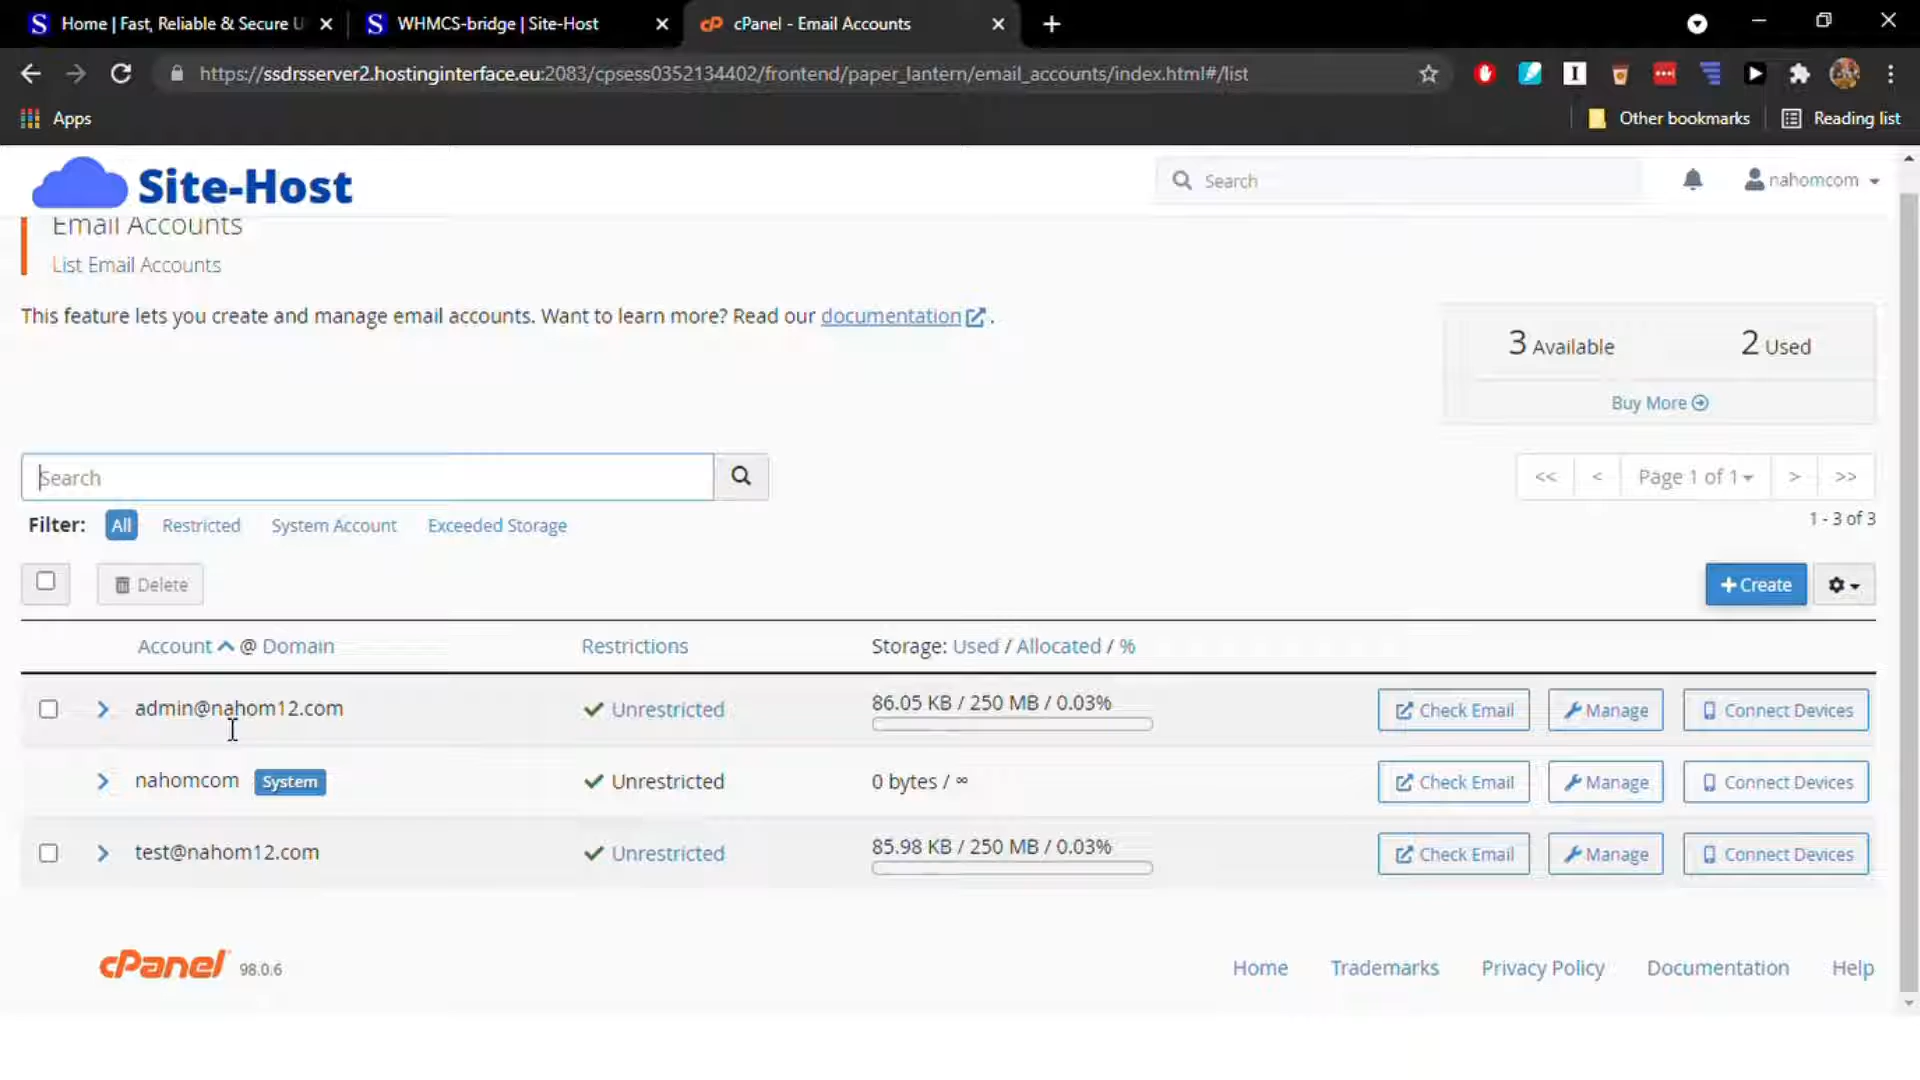 Home | Fast, Reliable & Secure U
WHMCS-bridge | Site-Host
cPanel - Email Accounts
https://ssdrsserver2.hostinginterface.eu:2083/cpsess0352134402/frontend/paper_lantern/email_accounts/index.html#/list
Apps
Other bookmarks
Reading list
Site-Host
Search
nahomcom
Email Accounts
List Email Accounts
This feature lets you create and manage email accounts. Want to learn more? Read our documentation .
3 Available 2 Used
Buy More
Search
<< < Page 1 of 1 > >>
1 - 3 of 3
Filter: All Restricted System Account Exceeded Storage
Delete
+ Create
Account @ Domain Restrictions Storage: Used / Allocated / %
admin@nahom12.com Unrestricted 86.05 KB / 250 MB / 0.03% Check Email Manage Connect Devices
nahomcom System Unrestricted 0 bytes / ∞ Check Email Manage Connect Devices
test@nahom12.com Unrestricted 85.98 KB / 250 MB / 0.03% Check Email Manage Connect Devices
cPanel 98.0.6
Home Trademarks Privacy Policy Documentation Help